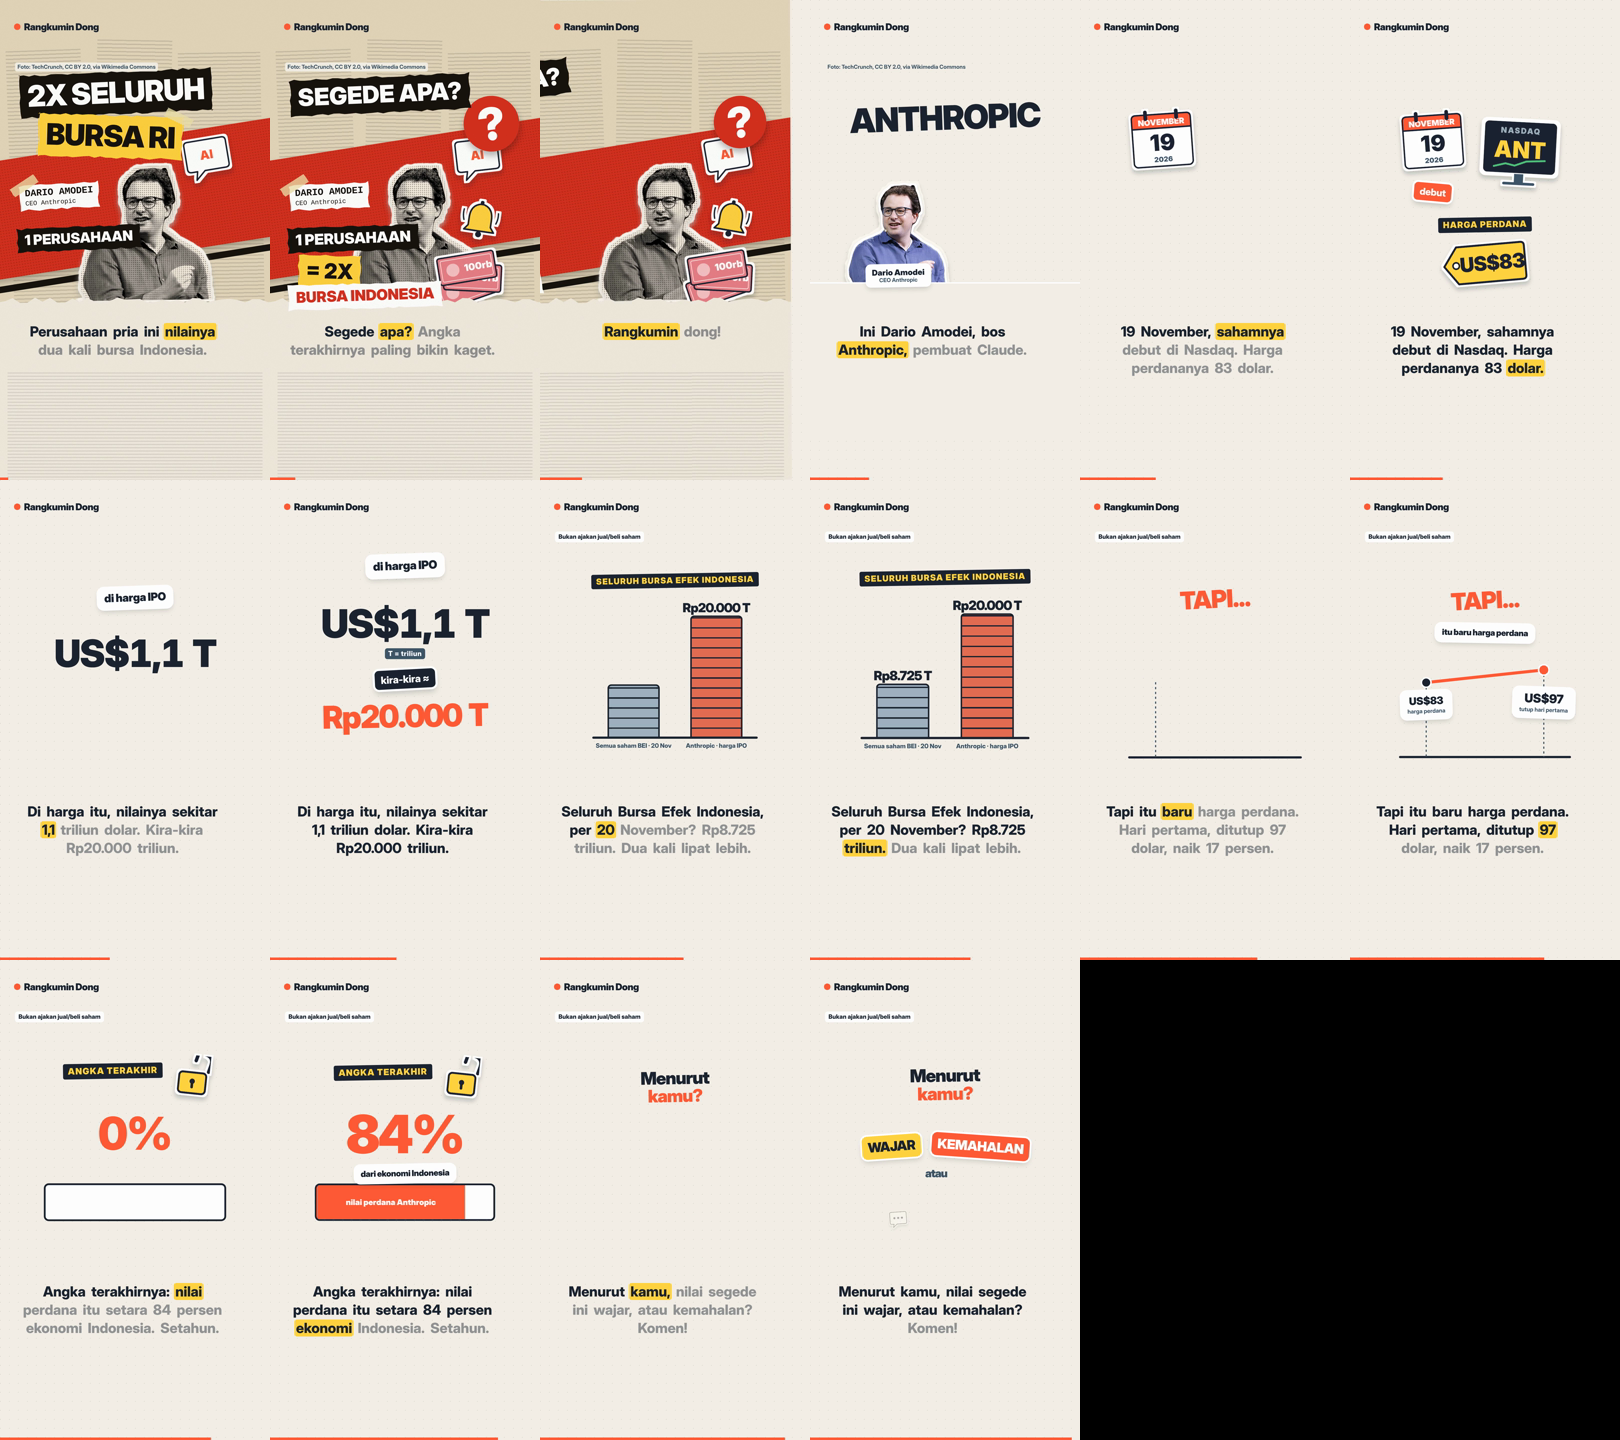 Rangkumin Dong
Foto: TechCrunch, CC BY 2.0, via Wikimedia Commons
2X SELURUH
BURSA RI
AI
DARIO AMODEI
CEO Anthropic
1 PERUSAHAAN
Perusahaan pria ini nilainya
dua kali bursa Indonesia.
Rangkumin Dong
Foto: TechCrunch, CC BY 2.0, via Wikimedia Commons
SEGEDE APA?
?
AI
DARIO AMODEI
CEO Anthropic
1 PERUSAHAAN
100rb
= 2X
BURSA INDONESIA
Segede apa? Angka
terakhirnya paling bikin kaget.
Rangkumin Dong
A?
?
AI
100rb
Rangkumin dong!
Rangkumin Dong
Foto: TechCrunch, CC BY 2.0, via Wikimedia Commons
ANTHROPIC
Dario Amodei
CEO Anthropic
Ini Dario Amodei, bos
Anthropic, pembuat Claude.
Rangkumin Dong
NOVEMBER
19
2026
19 November, sahamnya
debut di Nasdaq. Harga
perdananya 83 dolar.
Rangkumin Dong
NOVEMBER
19
2026
NASDAQ
ANT
debut
HARGA PERDANA
US$83
19 November, sahamnya
debut di Nasdaq. Harga
perdananya 83 dolar.
Rangkumin Dong
di harga IPO
US$1,1 T
Di harga itu, nilainya sekitar
1,1 triliun dolar. Kira-kira
Rp20.000 triliun.
Rangkumin Dong
di harga IPO
US$1,1 T
T = triliun
kira-kira ≈
Rp20.000 T
Di harga itu, nilainya sekitar
1,1 triliun dolar. Kira-kira
Rp20.000 triliun.
Rangkumin Dong
Bukan ajakan jual/beli saham
SELURUH BURSA EFEK INDONESIA
Rp20.000 T
Semua saham BEI · 20 Nov
Anthropic · harga IPO
Seluruh Bursa Efek Indonesia,
per 20 November? Rp8.725
triliun. Dua kali lipat lebih.
Rangkumin Dong
Bukan ajakan jual/beli saham
SELURUH BURSA EFEK INDONESIA
Rp20.000 T
Rp8.725 T
Semua saham BEI · 20 Nov
Anthropic · harga IPO
Seluruh Bursa Efek Indonesia,
per 20 November? Rp8.725
triliun. Dua kali lipat lebih.
Rangkumin Dong
Bukan ajakan jual/beli saham
TAPI...
Tapi itu baru harga perdana.
Hari pertama, ditutup 97
dolar, naik 17 persen.
Rangkumin Dong
Bukan ajakan jual/beli saham
TAPI...
itu baru harga perdana
US$83
harga perdana
US$97
tutup hari pertama
Tapi itu baru harga perdana.
Hari pertama, ditutup 97
dolar, naik 17 persen.
Rangkumin Dong
Bukan ajakan jual/beli saham
ANGKA TERAKHIR
0%
Angka terakhirnya: nilai
perdana itu setara 84 persen
ekonomi Indonesia. Setahun.
Rangkumin Dong
Bukan ajakan jual/beli saham
ANGKA TERAKHIR
84%
dari ekonomi Indonesia
nilai perdana Anthropic
Angka terakhirnya: nilai
perdana itu setara 84 persen
ekonomi Indonesia. Setahun.
Rangkumin Dong
Bukan ajakan jual/beli saham
Menurut
kamu?
Menurut kamu, nilai segede
ini wajar, atau kemahalan?
Komen!
Rangkumin Dong
Bukan ajakan jual/beli saham
Menurut
kamu?
WAJAR
KEMAHALAN
atau
Menurut kamu, nilai segede
ini wajar, atau kemahalan?
Komen!